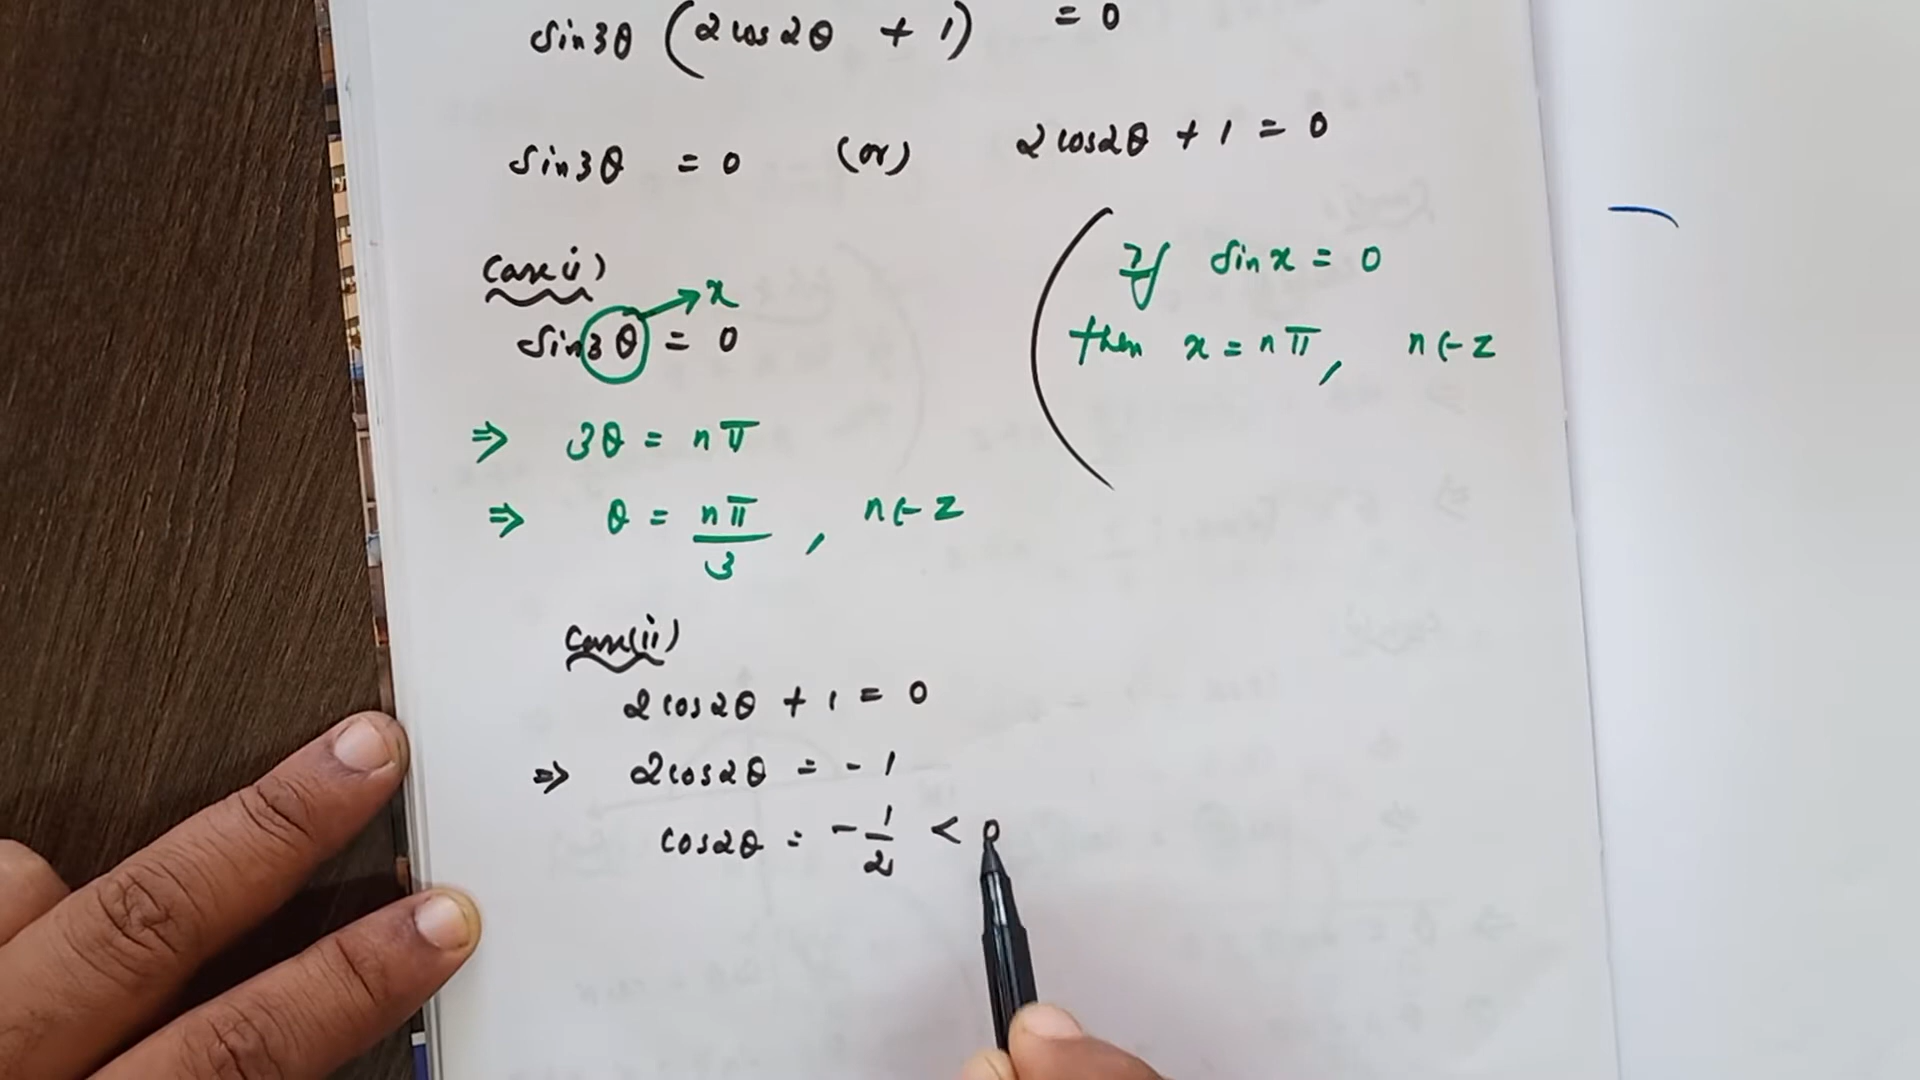 sin3θ (2cos2θ + 1) = 0
sin3θ = 0 (or) 2cos2θ + 1 = 0
Case(i)
x
sin3θ = 0
If sinx = 0
then x = nπ, n∈Z
⇒ 3θ = nπ
⇒ θ = nπ/3, n∈Z
Case(ii)
2cos2θ + 1 = 0
⇒ 2cos2θ = -1
cos2θ = -1/2 < 0